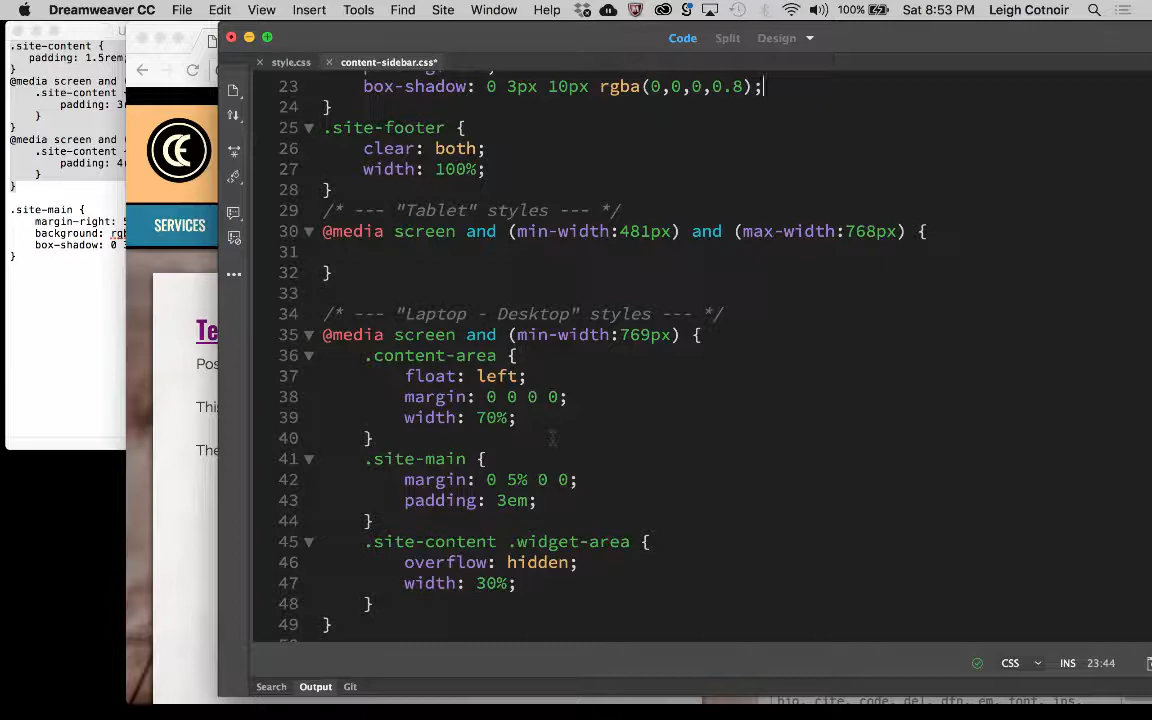 Dreamweaver CC File Edit View Insert Tools Find Site Window Help 100% Sat 8:53 PM Leigh Cotnoir
Code Split Design
style.css content-sidebar.css*
.site-content {
padding: 1.5rem;
}
@media screen and (
.site-content {
padding: 3
}
}
@media screen and (
.site-content {
padding: 4
}
}
.site-main {
margin-right: 5
background: rgb
box-shadow: 0 3
}
SERVICES
Te
Pos
This
The
23 box-shadow: 0 3px 10px rgba(0,0,0,0.8);
24 }
25 .site-footer {
26 clear: both;
27 width: 100%;
28 }
29 /* --- "Tablet" styles --- */
30 @media screen and (min-width:481px) and (max-width:768px) {
31
32 }
33
34 /* --- "Laptop - Desktop" styles --- */
35 @media screen and (min-width:769px) {
36 .content-area {
37 float: left;
38 margin: 0 0 0 0;
39 width: 70%;
40 }
41 .site-main {
42 margin: 0 5% 0 0;
43 padding: 3em;
44 }
45 .site-content .widget-area {
46 overflow: hidden;
47 width: 30%;
48 }
49 }
CSS INS 23:44
Search Output Git